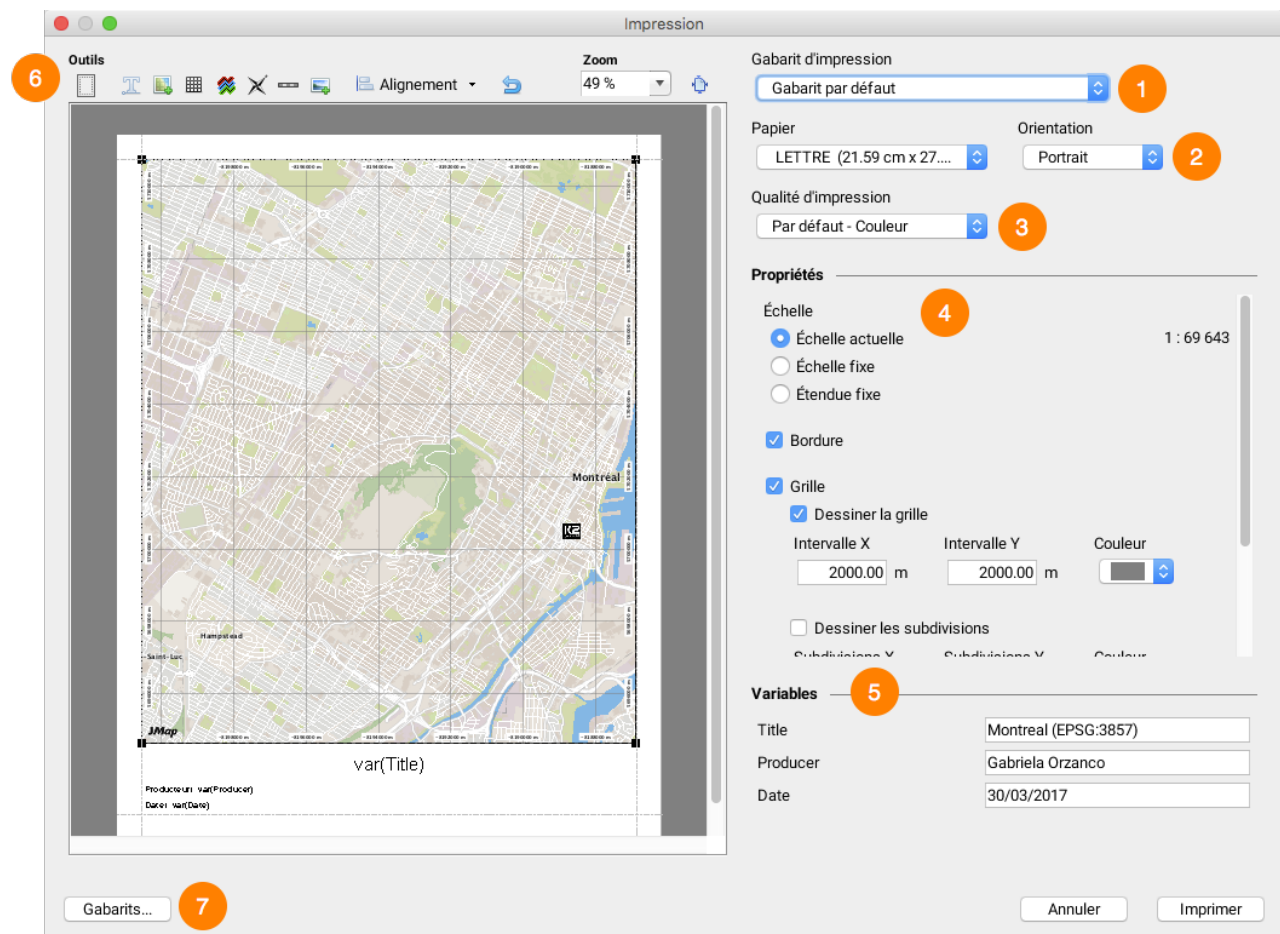 Impression
Outils
Zoom
6
Alignement
49 %
Gabarit d'impression
Gabarit par défaut
1
Papier
Orientation
LETTRE (21.59 cm x 27....
Portrait
2
Qualité d'impression
Par défaut - Couleur
3
Propriétés
Échelle
4
Échelle actuelle
1 : 69 643
Échelle fixe
Étendue fixe
Bordure
Grille
Dessiner la grille
Intervalle X
Intervalle Y
Couleur
2000.00 m
2000.00 m
Dessiner les subdivisions
Subdivisions X
Subdivisions Y
Couleur
Variables
5
Title
Montreal (EPSG:3857)
Producer
Gabriela Orzanco
Date
30/03/2017
Montréal
K2
Hampstead
Saint-Luc
JMap
var(Title)
Producteur: var(Producer)
Date: var(Date)
Gabarits...
7
Annuler
Imprimer